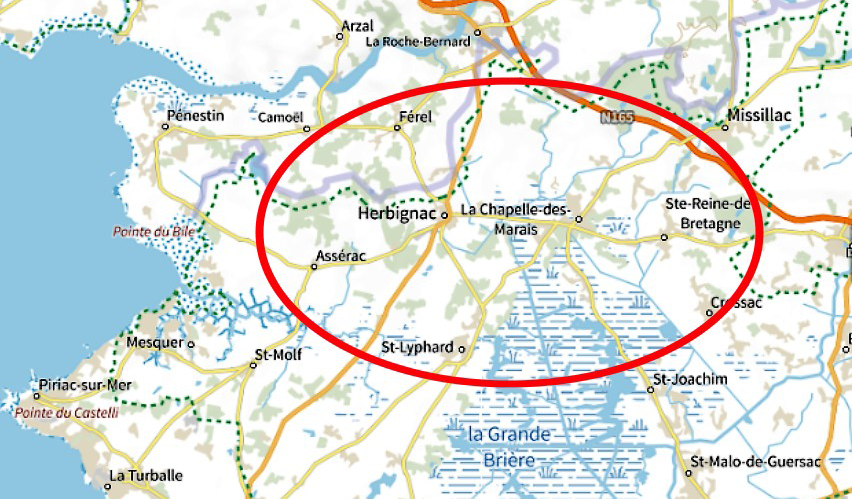 Arzal
La Roche-Bernard
Pénestin
Camoël
Férel
N165
Missillac
Herbignac
La Chapelle-des-
Marais
Ste-Reine-de
Bretagne
Pointe du Bile
Assérac
Mesquer
St-Molf
St-Lyphard
St-Joachim
Piriac-sur-Mer
Pointe du Castelli
la Grande
Brière
La Turballe
St-Malo-de-Guersac